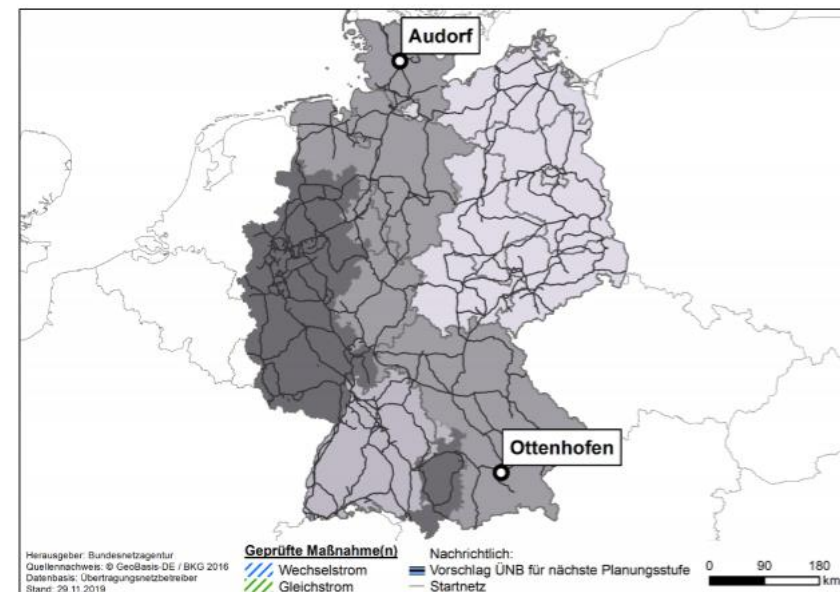 Audorf
Ottenhofen
Herausgeber: Bundesnetzagentur
Quellennachweis: © GeoBasis-DE / BKG 2016
Datenbasis: Übertragungsnetzbetreiber
Stand: 29.11.2019
Geprüfte Maßnahme(n)
Wechselstrom
Gleichstrom
Nachrichtlich:
Vorschlag ÜNB für nächste Planungsstufe
Startnetz
0 90 180
km